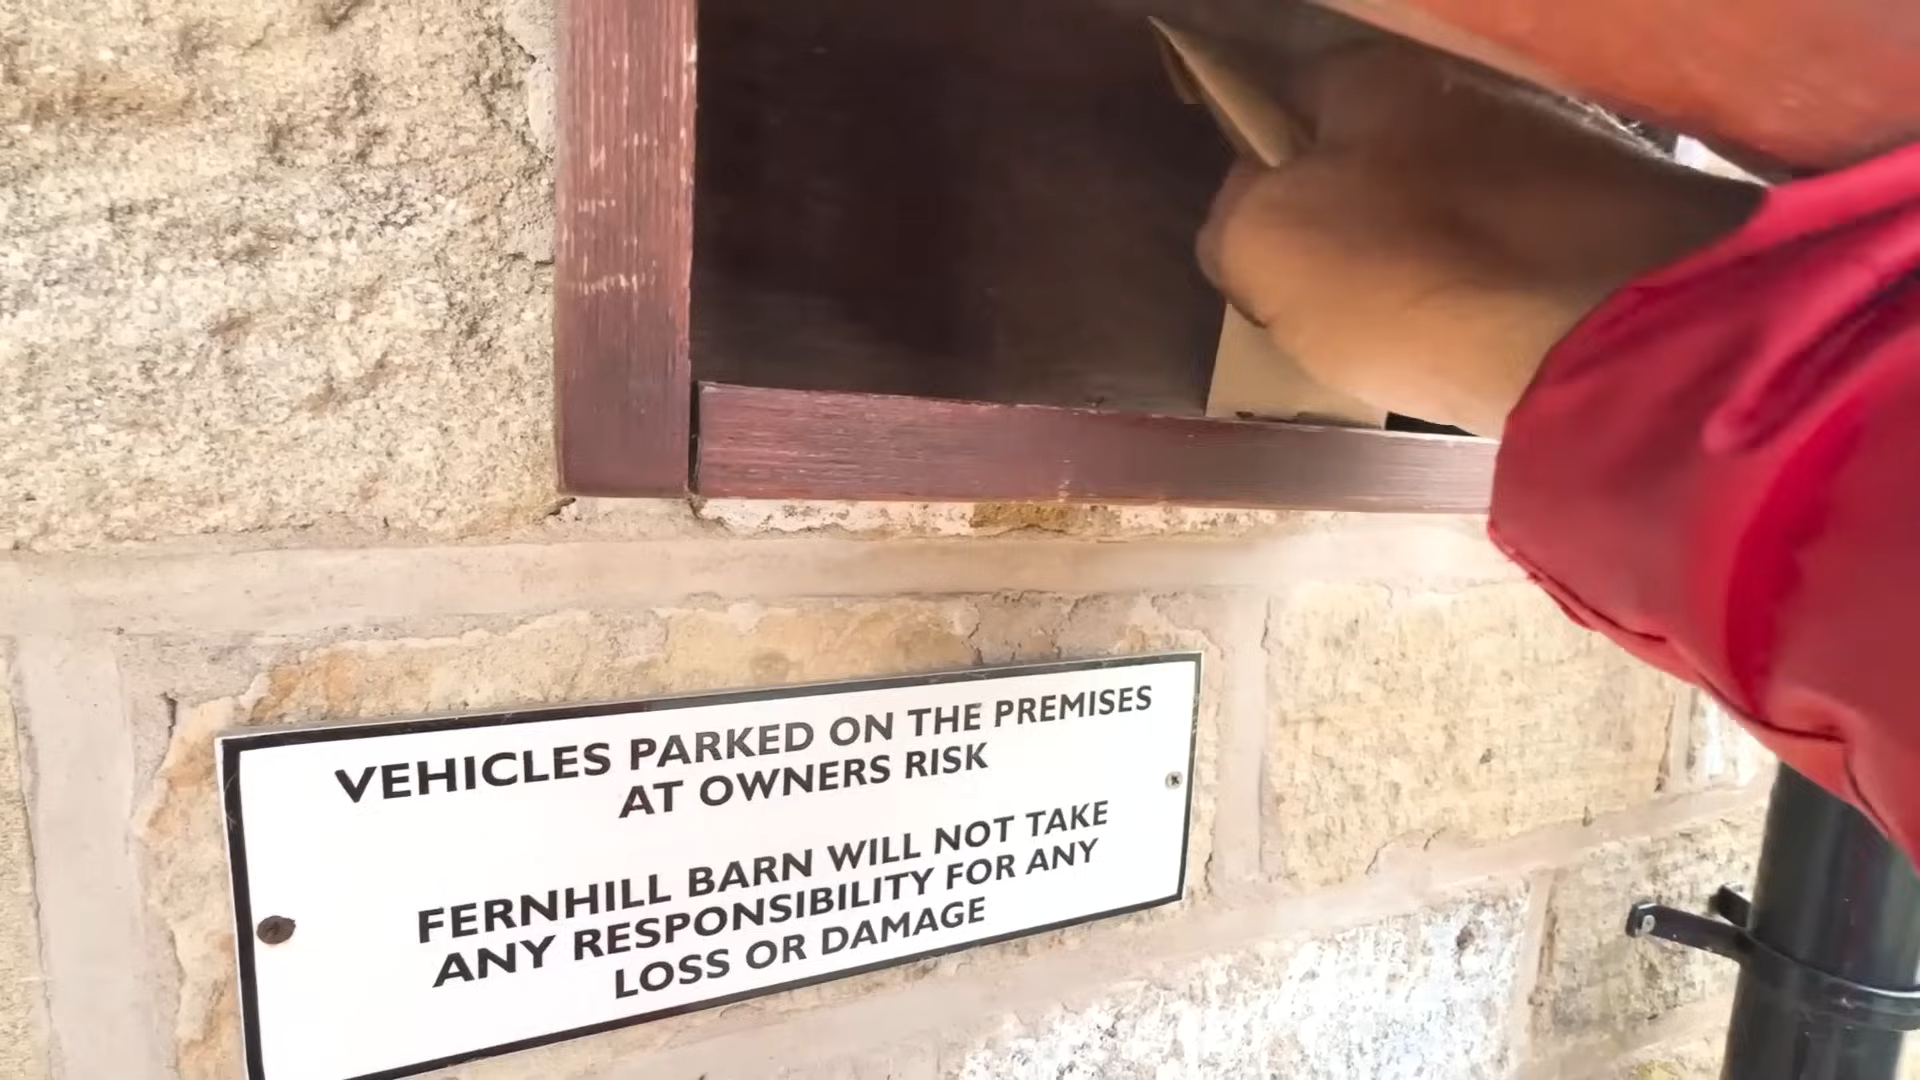 VEHICLES PARKED ON THE PREMISES
AT OWNERS RISK
FERNHILL BARN WILL NOT TAKE
ANY RESPONSIBILITY FOR ANY
LOSS OR DAMAGE